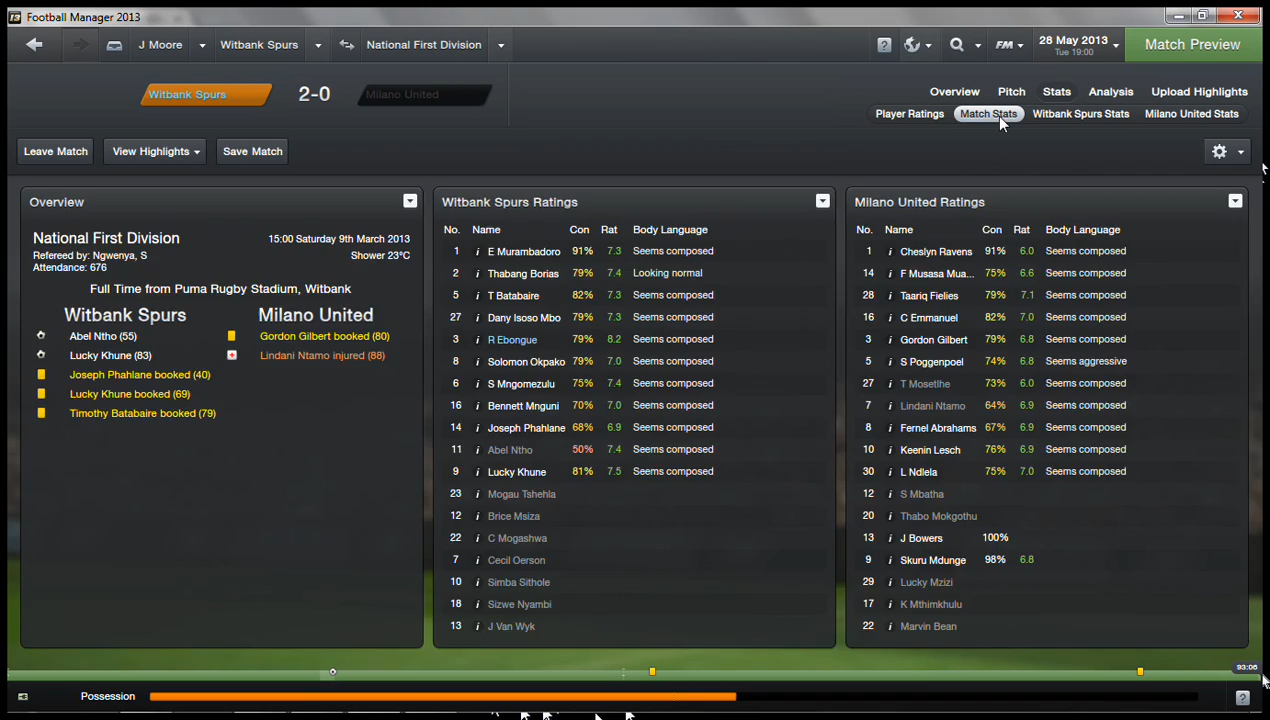 Football Manager 2013
J Moore Witbank Spurs National First Division ? FM 28 May 2013 Match Preview
Tue 19:00
Witbank Spurs 2-0 Milano United
Overview Pitch Stats Analysis Upload Highlights
Player Ratings Match Stats Witbank Spurs Stats Milano United Stats
Leave Match View Highlights Save Match
Overview
National First Division 15:00 Saturday 9th March 2013
Refereed by: Ngwenya, S Shower 23°C
Attendance: 676
Full Time from Puma Rugby Stadium, Witbank
Witbank Spurs Milano United
Abel Ntho (55) Gordon Gilbert booked (80)
Lucky Khune (83) Lindani Ntamo injured (88)
Joseph Phahlane booked (40)
Lucky Khune booked (69)
Timothy Batabaire booked (79)
Witbank Spurs Ratings
No. Name Con Rat Body Language
1 i E Murambadoro 91% 7.3 Seems composed
2 i Thabang Borias 79% 7.4 Looking normal
5 i T Batabaire 82% 7.3 Seems composed
27 i Dany Isoso Mbo 79% 7.3 Seems composed
3 i R Ebongue 79% 8.2 Seems composed
8 i Solomon Okpako 79% 7.0 Seems composed
6 i S Mngomezulu 75% 7.4 Seems composed
16 i Bennett Mnguni 70% 7.0 Seems composed
14 i Joseph Phahlane 68% 6.9 Seems composed
11 i Abel Ntho 50% 7.4 Seems composed
9 i Lucky Khune 81% 7.5 Seems composed
23 i Mogau Tshehla
12 i Brice Msiza
22 i C Mogashwa
7 i Cecil Oerson
10 i Simba Sithole
18 i Sizwe Nyambi
13 i J Van Wyk
Milano United Ratings
No. Name Con Rat Body Language
1 i Cheslyn Ravens 91% 6.0 Seems composed
14 i F Musasa Mua... 75% 6.6 Seems composed
28 i Taariq Fielies 79% 7.1 Seems composed
16 i C Emmanuel 82% 7.0 Seems composed
3 i Gordon Gilbert 79% 6.8 Seems composed
5 i S Poggenpoel 74% 6.8 Seems aggressive
27 i T Mosetlhe 73% 6.0 Seems composed
7 i Lindani Ntamo 64% 6.9 Seems composed
8 i Fernel Abrahams 67% 6.9 Seems composed
10 i Keenin Lesch 76% 6.9 Seems composed
30 i L Ndlela 75% 7.0 Seems composed
12 i S Mbatha
20 i Thabo Mokgothu
13 i J Bowers 100%
9 i Skuru Mdunge 98% 6.8
29 i Lucky Mzizi
17 i K Mthimkhulu
22 i Marvin Bean
93:06
Possession ?